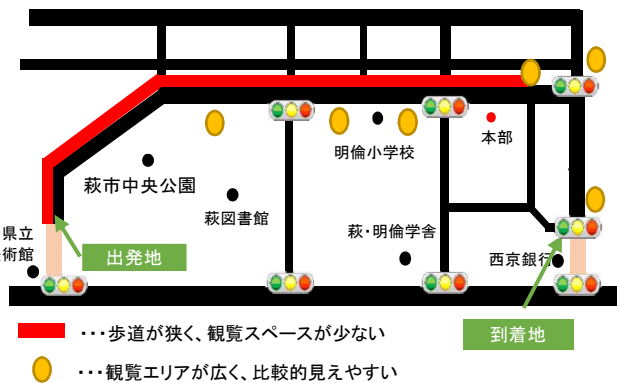 本部
明倫小学校
萩市中央公園
萩図書館
萩・明倫学舎
県立
術館
出発地
西京銀行
到着地
・・・歩道が狭く、観覧スペースが少ない
・・・観覧エリアが広く、比較的見えやすい